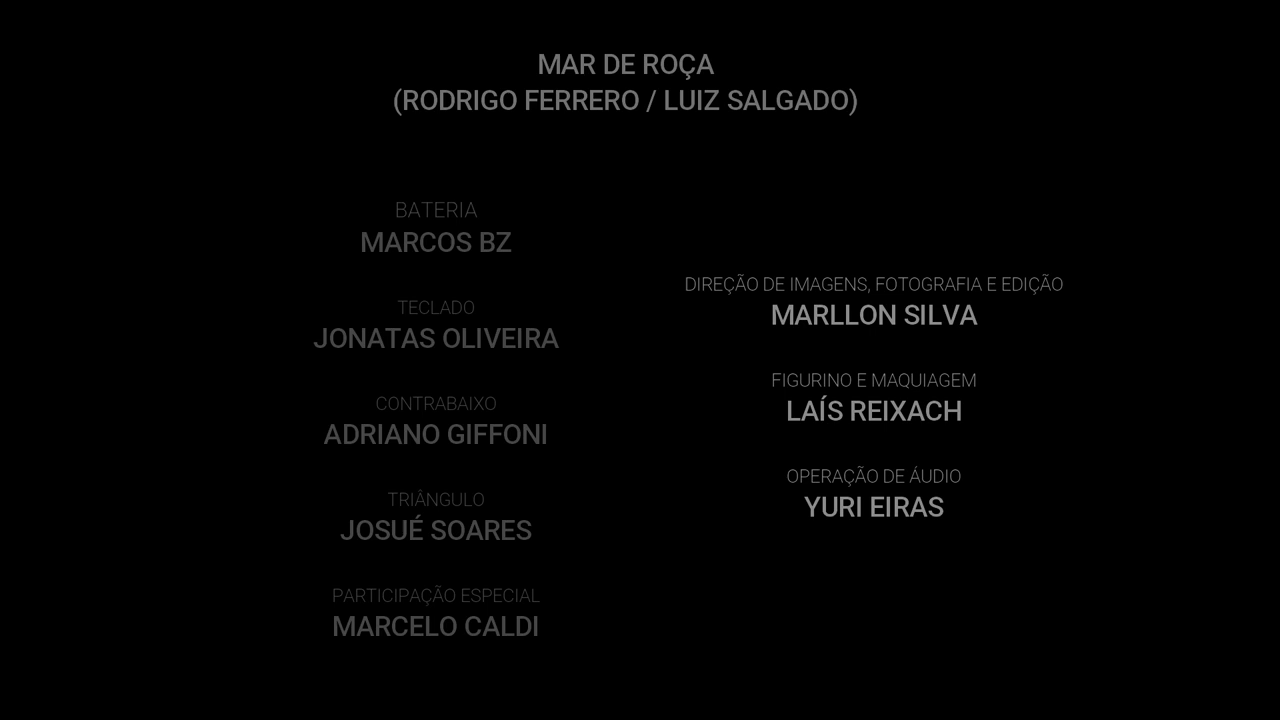 MAR DE ROÇA
(RODRIGO FERRERO / LUIZ SALGADO)
BATERIA
MARCOS BZ
TECLADO
JONATAS OLIVEIRA
CONTRABAIXO
ADRIANO GIFFONI
TRIÂNGULO
JOSUÉ SOARES
PARTICIPAÇÃO ESPECIAL
MARCELO CALDI
DIREÇÃO DE IMAGENS, FOTOGRAFIA E EDIÇÃO
MARLLON SILVA
FIGURINO E MAQUIAGEM
LAÍS REIXACH
OPERAÇÃO DE ÁUDIO
YURI EIRAS